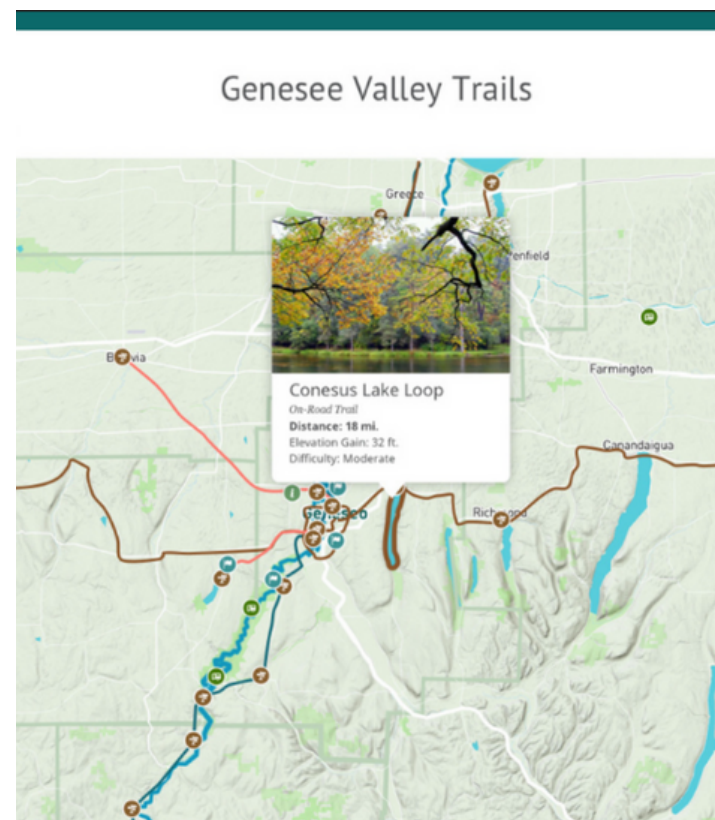 Genesee Valley Trails
Greece
enfield
Farmington
Canandaigua
Conesus Lake Loop
On-Road Trail
Distance: 18 mi.
Elevation Gain: 32 ft.
Difficulty: Moderate